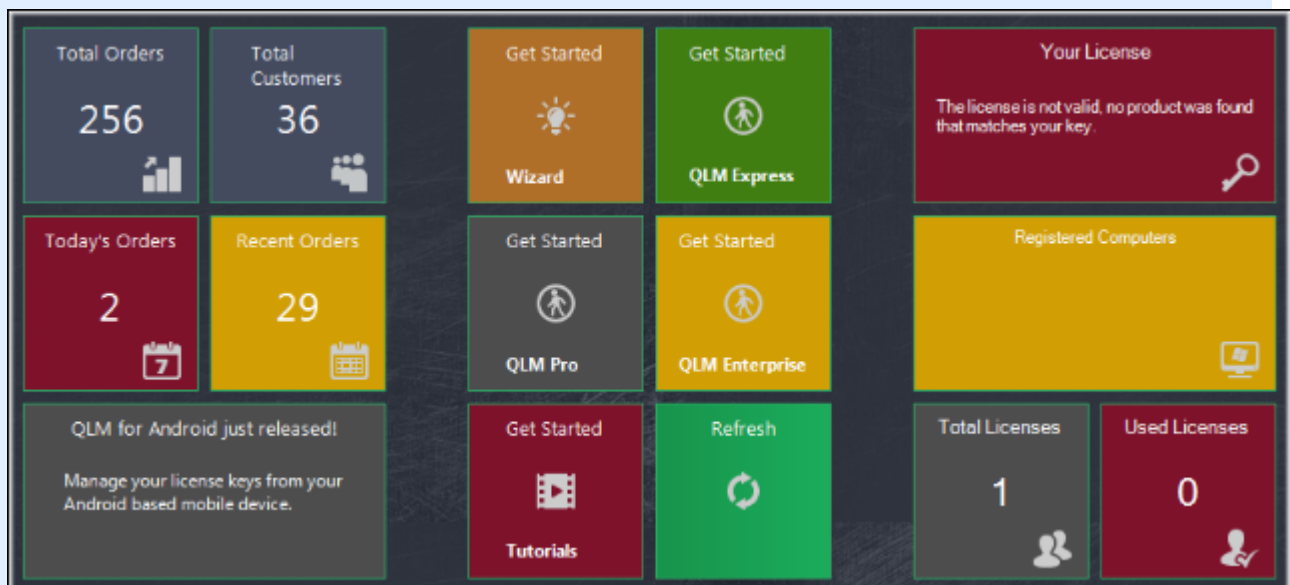 Total Orders
256
Total
Customers
36
Today's Orders
2
7
Recent Orders
29
QLM for Android just released!
Manage your license keys from your
Android based mobile device.
Get Started
Wizard
Get Started
QLM Express
Get Started
QLM Pro
Get Started
QLM Enterprise
Get Started
Tutorials
Refresh
Your License
The license is not valid, no product was found
that matches your key.
Registered Computers
Total Licenses
1
Used Licenses
0